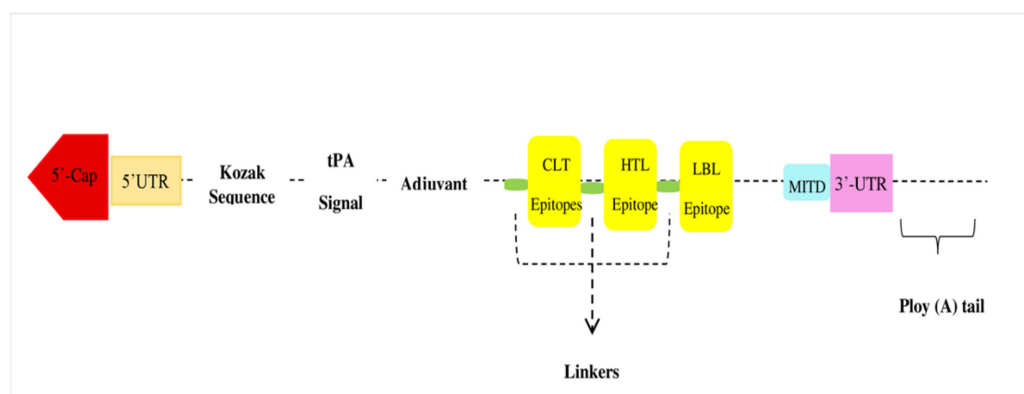 5'-Cap
5'UTR
Kozak
Sequence
tPA
Signal
Adiuvant
CLT
Epitopes
HTL
Epitope
LBL
Epitope
MITD
3'-UTR
Ploy (A) tail
Linkers